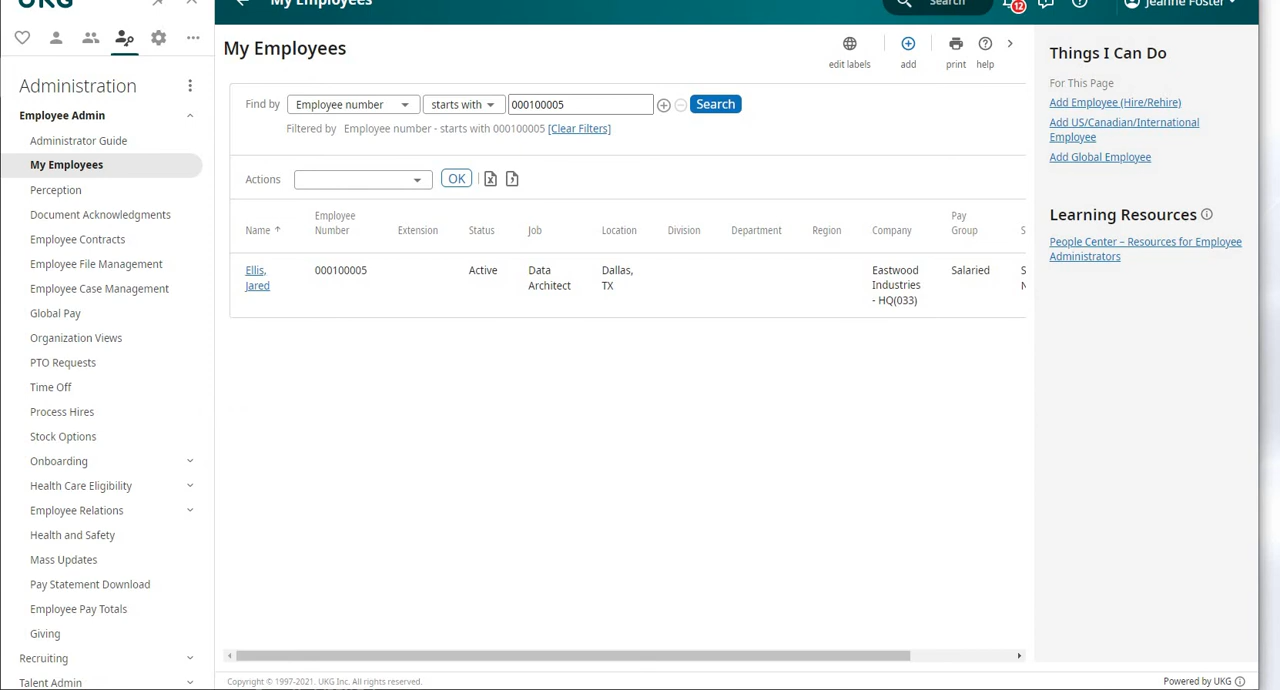 UKG
My Employees
Search
12
Jeanne Foster
Administration
Employee Admin
Administrator Guide
My Employees
Perception
Document Acknowledgments
Employee Contracts
Employee File Management
Employee Case Management
Global Pay
Organization Views
PTO Requests
Time Off
Process Hires
Stock Options
Onboarding
Health Care Eligibility
Employee Relations
Health and Safety
Mass Updates
Pay Statement Download
Employee Pay Totals
Giving
Recruiting
Talent Admin
My Employees
edit labels
add
print
help
Find by
Employee number
starts with
000100005
Search
Filtered by Employee number - starts with 000100005 [Clear Filters]
Actions
OK
Name
Employee
Number
Extension
Status
Job
Location
Division
Department
Region
Company
Pay
Group
S
Ellis,
Jared
000100005
Active
Data
Architect
Dallas,
TX
Eastwood
Industries
- HQ(033)
Salaried
S
N
Things I Can Do
For This Page
Add Employee (Hire/Rehire)
Add US/Canadian/International
Employee
Add Global Employee
Learning Resources
People Center – Resources for Employee
Administrators
Copyright © 1997-2021. UKG Inc. All rights reserved.
Powered by UKG